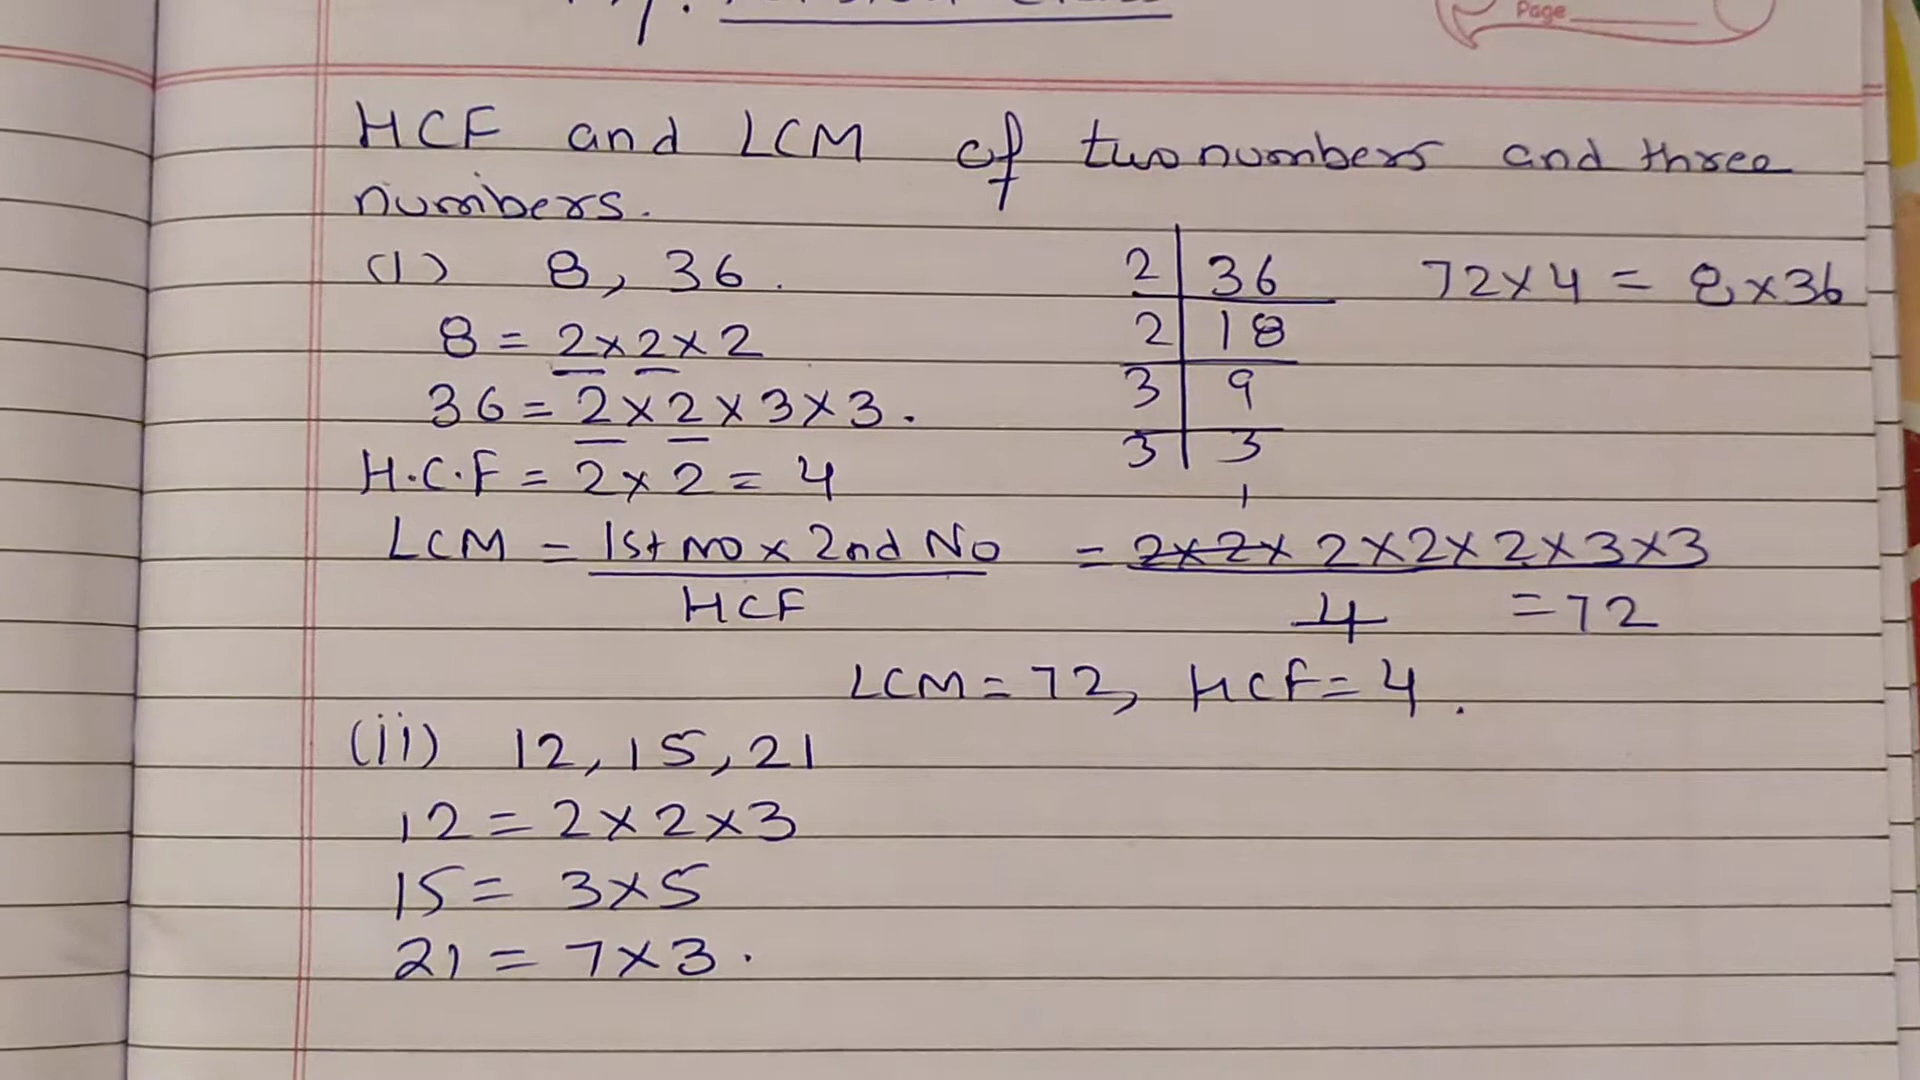 Page
HCF and LCM of two numbers and three
numbers.
(1) 8, 36.
8 = 2×2×2
36 = 2×2×3×3.
H.C.F = 2×2 = 4
2 | 36
2 | 18
3 | 9
3 | 3
1
72×4 = 8×36
LCM = 1st no × 2nd No / HCF = 2×2×2×2×2×3×3 / 4 = 72
LCM = 72, HCF = 4.
(ii) 12, 15, 21
12 = 2×2×3
15 = 3×5
21 = 7×3.